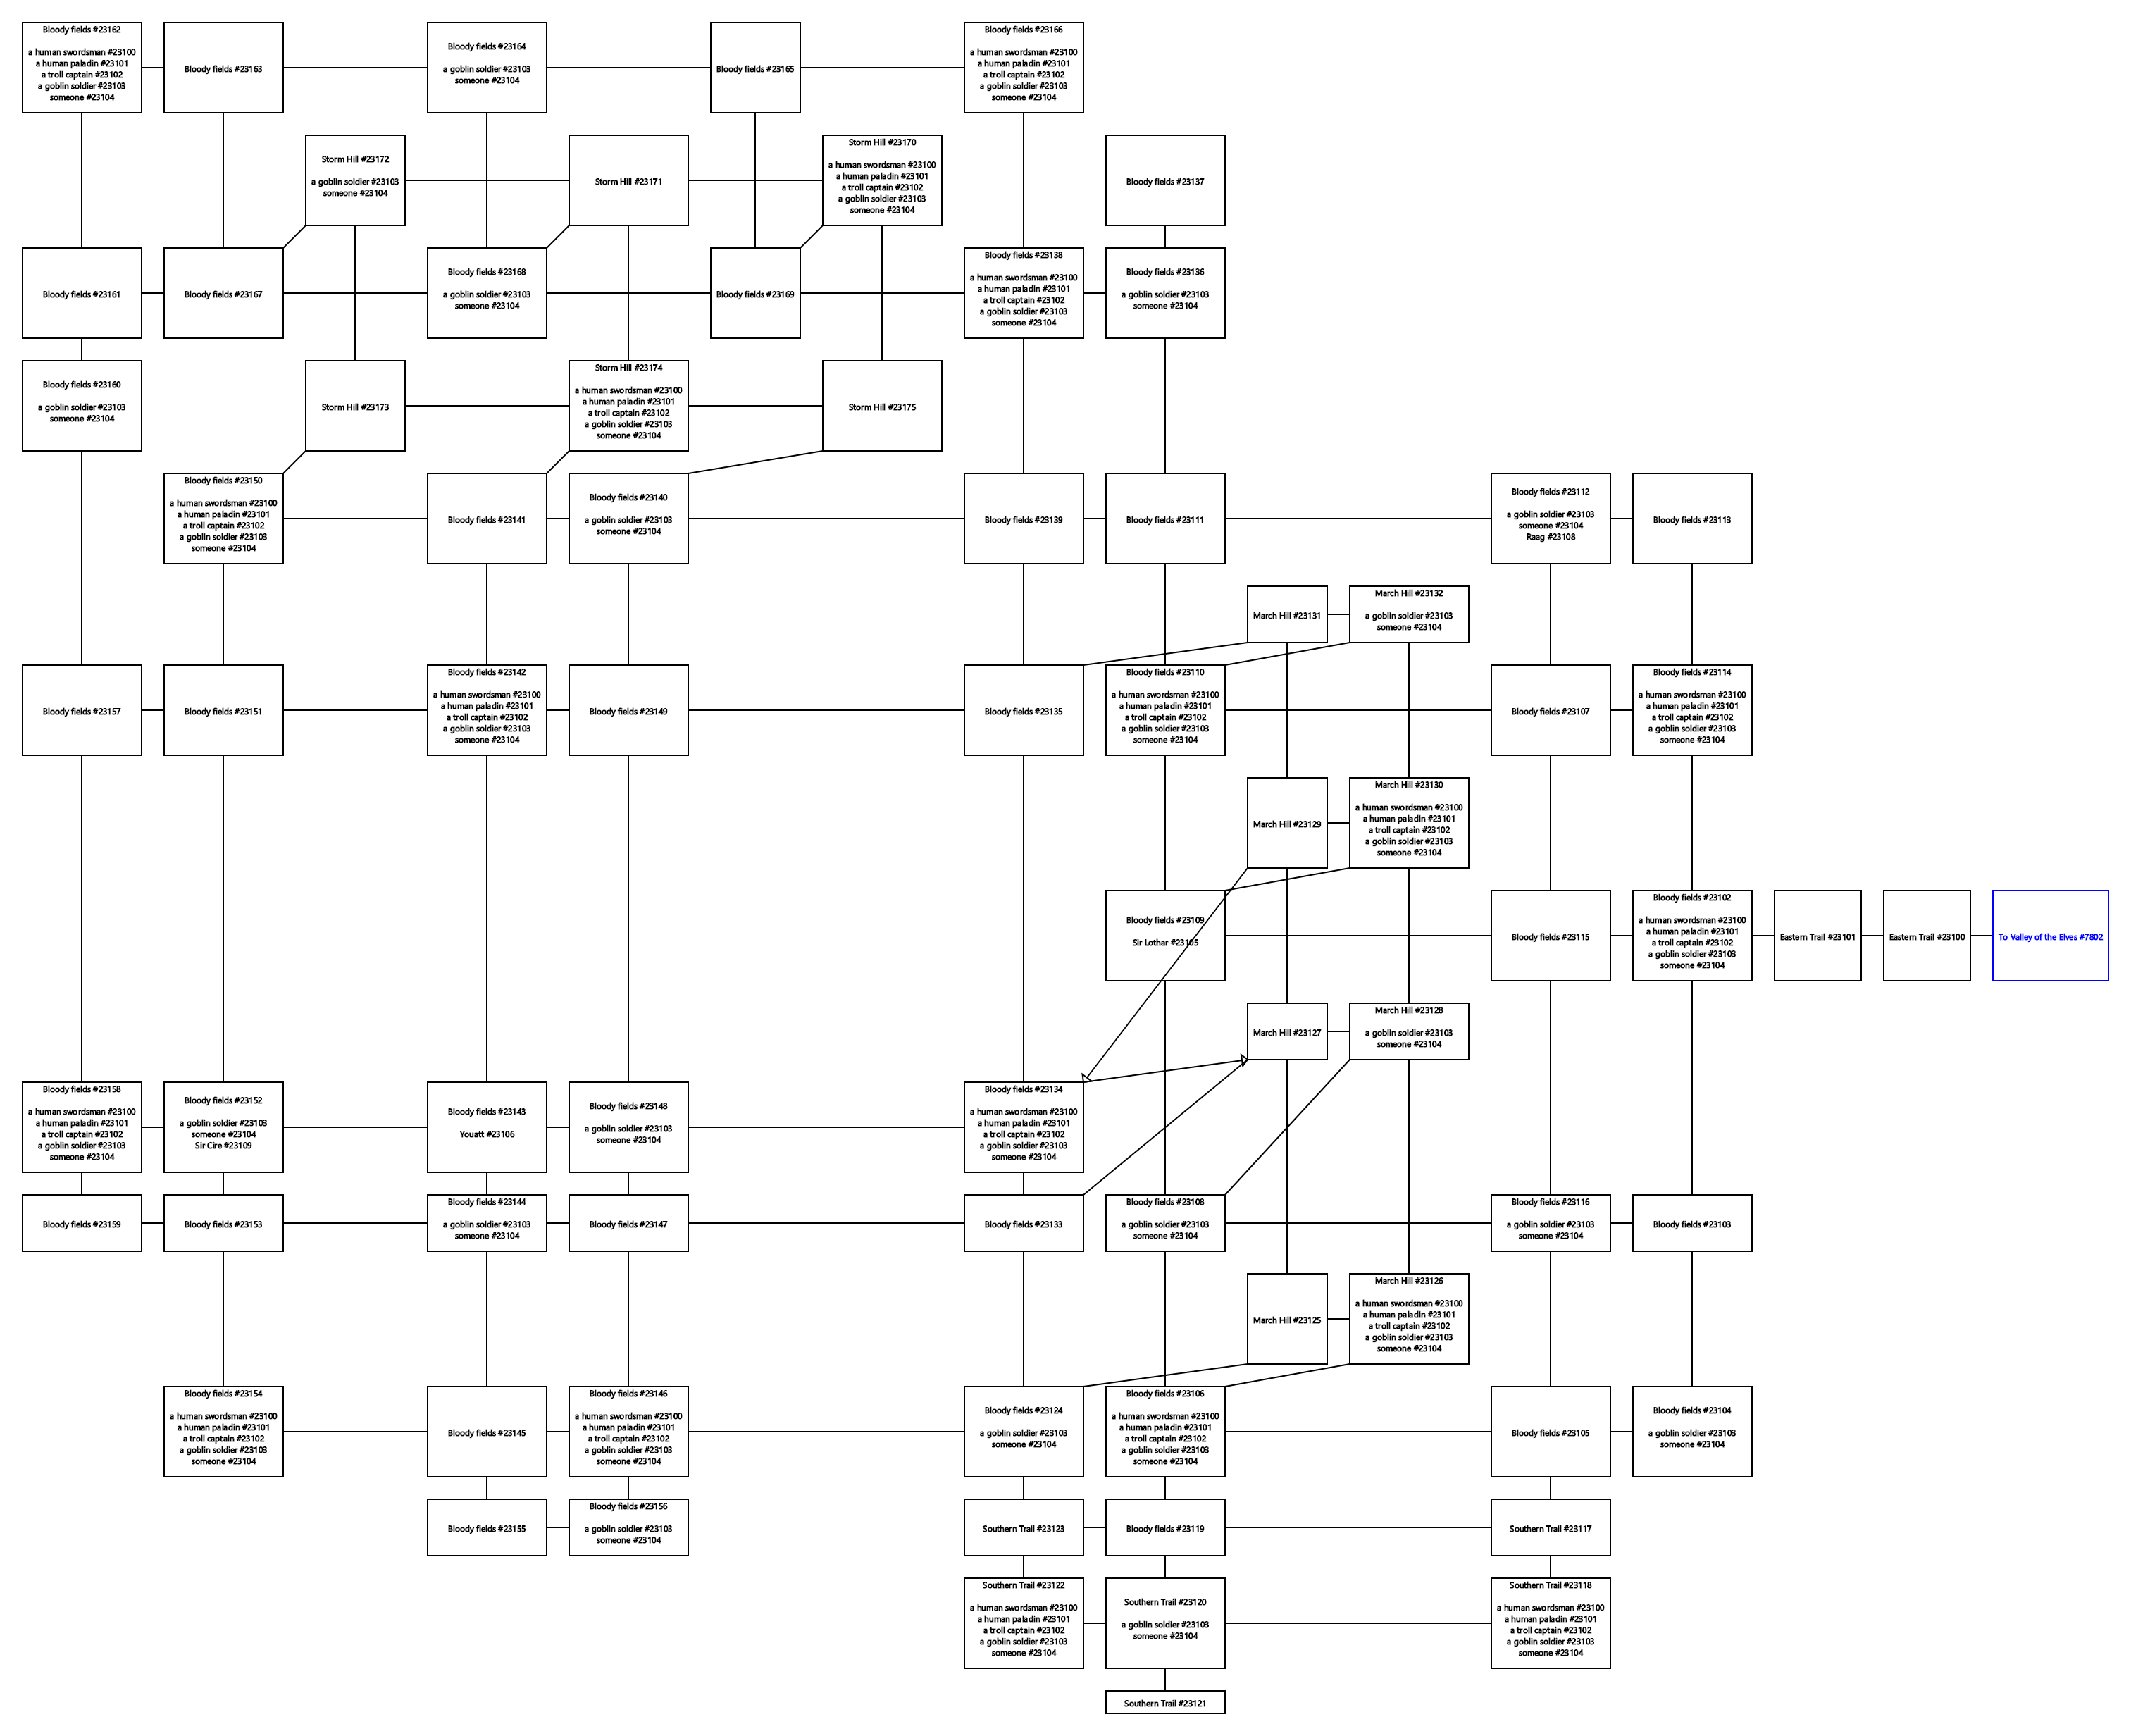 Bloody fields #23162
a human swordsman #23100
a human paladin #23101
a troll captain #23102
a goblin soldier #23103
someone #23104
Bloody fields #23163
Bloody fields #23164
a goblin soldier #23103
someone #23104
Bloody fields #23165
Bloody fields #23166
a human swordsman #23100
a human paladin #23101
a troll captain #23102
a goblin soldier #23103
someone #23104
Storm Hill #23172
a goblin soldier #23103
someone #23104
Storm Hill #23171
Storm Hill #23170
a human swordsman #23100
a human paladin #23101
a troll captain #23102
a goblin soldier #23103
someone #23104
Bloody fields #23137
Bloody fields #23161
Bloody fields #23167
Bloody fields #23168
a goblin soldier #23103
someone #23104
Bloody fields #23169
Bloody fields #23138
a human swordsman #23100
a human paladin #23101
a troll captain #23102
a goblin soldier #23103
someone #23104
Bloody fields #23136
a goblin soldier #23103
someone #23104
Bloody fields #23160
a goblin soldier #23103
someone #23104
Storm Hill #23173
Storm Hill #23174
a human swordsman #23100
a human paladin #23101
a troll captain #23102
a goblin soldier #23103
someone #23104
Storm Hill #23175
Bloody fields #23150
a human swordsman #23100
a human paladin #23101
a troll captain #23102
a goblin soldier #23103
someone #23104
Bloody fields #23141
Bloody fields #23140
a goblin soldier #23103
someone #23104
Bloody fields #23139
Bloody fields #23111
Bloody fields #23112
a goblin soldier #23103
someone #23104
Raag #23108
Bloody fields #23113
March Hill #23131
March Hill #23132
a goblin soldier #23103
someone #23104
Bloody fields #23157
Bloody fields #23151
Bloody fields #23142
a human swordsman #23100
a human paladin #23101
a troll captain #23102
a goblin soldier #23103
someone #23104
Bloody fields #23149
Bloody fields #23135
Bloody fields #23110
a human swordsman #23100
a human paladin #23101
a troll captain #23102
a goblin soldier #23103
someone #23104
Bloody fields #23107
Bloody fields #23114
a human swordsman #23100
a human paladin #23101
a troll captain #23102
a goblin soldier #23103
someone #23104
March Hill #23129
March Hill #23130
a human swordsman #23100
a human paladin #23101
a troll captain #23102
a goblin soldier #23103
someone #23104
Bloody fields #23109
Sir Lothar #23105
Bloody fields #23115
Bloody fields #23102
a human swordsman #23100
a human paladin #23101
a troll captain #23102
a goblin soldier #23103
someone #23104
Eastern Trail #23101
Eastern Trail #23100
To Valley of the Elves #7802
March Hill #23127
March Hill #23128
a goblin soldier #23103
someone #23104
Bloody fields #23158
a human swordsman #23100
a human paladin #23101
a troll captain #23102
a goblin soldier #23103
someone #23104
Bloody fields #23152
a goblin soldier #23103
someone #23104
Sir Cire #23109
Bloody fields #23143
Youatt #23106
Bloody fields #23148
a goblin soldier #23103
someone #23104
Bloody fields #23134
a human swordsman #23100
a human paladin #23101
a troll captain #23102
a goblin soldier #23103
someone #23104
Bloody fields #23159
Bloody fields #23153
Bloody fields #23144
a goblin soldier #23103
someone #23104
Bloody fields #23147
Bloody fields #23133
Bloody fields #23108
a goblin soldier #23103
someone #23104
Bloody fields #23116
a goblin soldier #23103
someone #23104
Bloody fields #23103
March Hill #23125
March Hill #23126
a human swordsman #23100
a human paladin #23101
a troll captain #23102
a goblin soldier #23103
someone #23104
Bloody fields #23154
a human swordsman #23100
a human paladin #23101
a troll captain #23102
a goblin soldier #23103
someone #23104
Bloody fields #23145
Bloody fields #23146
a human swordsman #23100
a human paladin #23101
a troll captain #23102
a goblin soldier #23103
someone #23104
Bloody fields #23124
a goblin soldier #23103
someone #23104
Bloody fields #23106
a human swordsman #23100
a human paladin #23101
a troll captain #23102
a goblin soldier #23103
someone #23104
Bloody fields #23105
Bloody fields #23104
a goblin soldier #23103
someone #23104
Bloody fields #23155
Bloody fields #23156
a goblin soldier #23103
someone #23104
Southern Trail #23123
Bloody fields #23119
Southern Trail #23117
Southern Trail #23122
a human swordsman #23100
a human paladin #23101
a troll captain #23102
a goblin soldier #23103
someone #23104
Southern Trail #23120
a goblin soldier #23103
someone #23104
Southern Trail #23118
a human swordsman #23100
a human paladin #23101
a troll captain #23102
a goblin soldier #23103
someone #23104
Southern Trail #23121